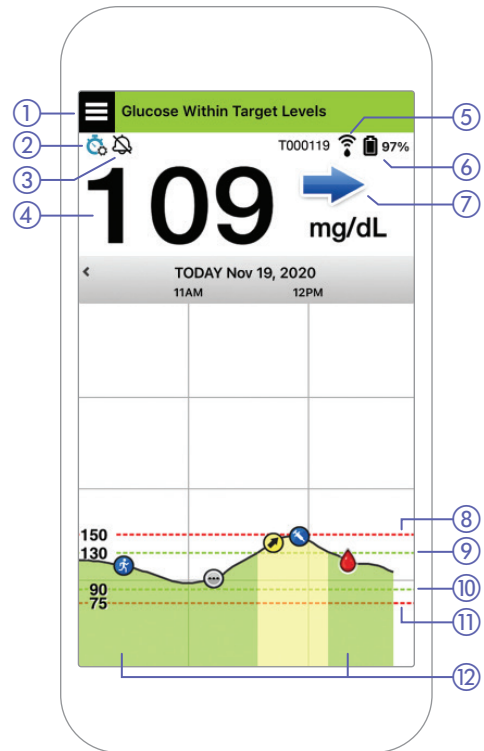 ① Glucose Within Target Levels ⑤
② T000119 97% ⑥
③
④ 109 mg/dL ⑦
TODAY Nov 19, 2020
11AM 12PM
150 ⑧
130 ⑨
90 ⑩
75 ⑪
⑫